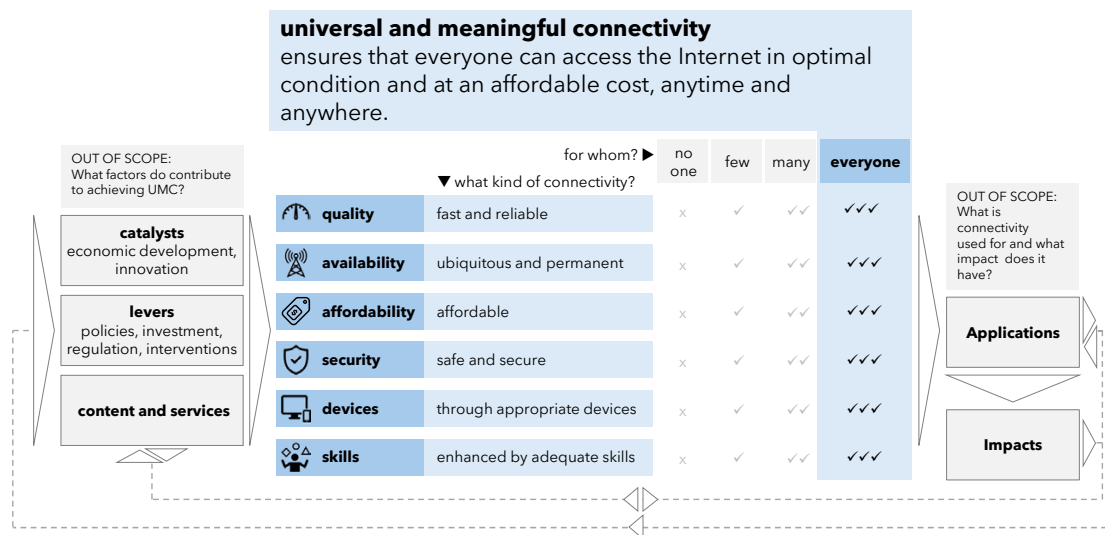 universal and meaningful connectivity
ensures that everyone can access the Internet in optimal
condition and at an affordable cost, anytime and
anywhere.
OUT OF SCOPE:
What factors do contribute
to achieving UMC?
catalysts
economic development,
innovation
levers
policies, investment,
regulation, interventions
content and services
for whom? ▶
no
one
few
many
everyone
▼ what kind of connectivity?
quality
fast and reliable
x ✓ ✓✓ ✓✓✓
availability
ubiquitous and permanent
x ✓ ✓✓ ✓✓✓
affordability
affordable
x ✓ ✓✓ ✓✓✓
security
safe and secure
x ✓ ✓✓ ✓✓✓
devices
through appropriate devices
x ✓ ✓✓ ✓✓✓
skills
enhanced by adequate skills
x ✓ ✓✓ ✓✓✓
OUT OF SCOPE:
What is
connectivity
used for and what
impact does it
have?
Applications
Impacts